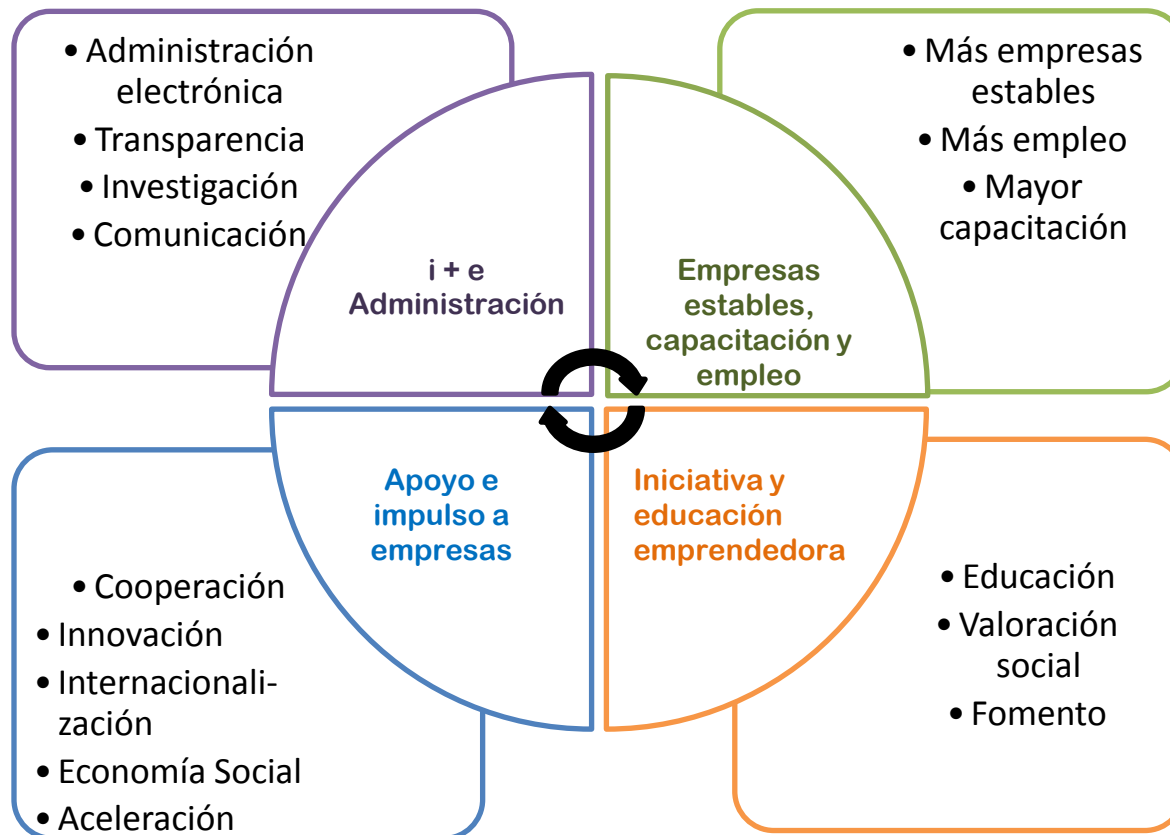 • Administración
electrónica
• Transparencia
• Investigación
• Comunicación
i + e
Administración
• Más empresas
estables
• Más empleo
• Mayor
capacitación
Empresas
estables,
capacitación y
empleo
Apoyo e
impulso a
empresas
• Cooperación
• Innovación
• Internacionali-
zación
• Economía Social
• Aceleración
Iniciativa y
educación
emprendedora
• Educación
• Valoración
social
• Fomento